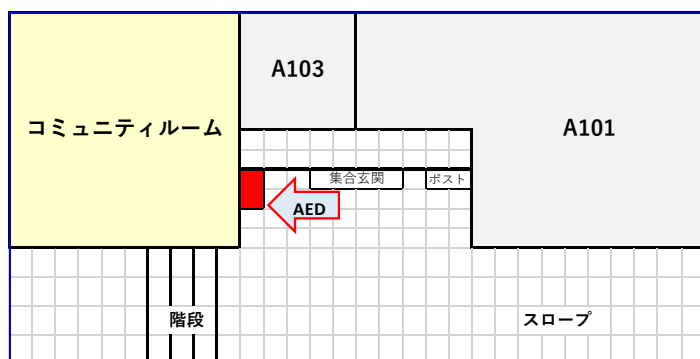 A103
コミュニティルーム
A101
集合玄関
ポスト
AED
階段
スロープ